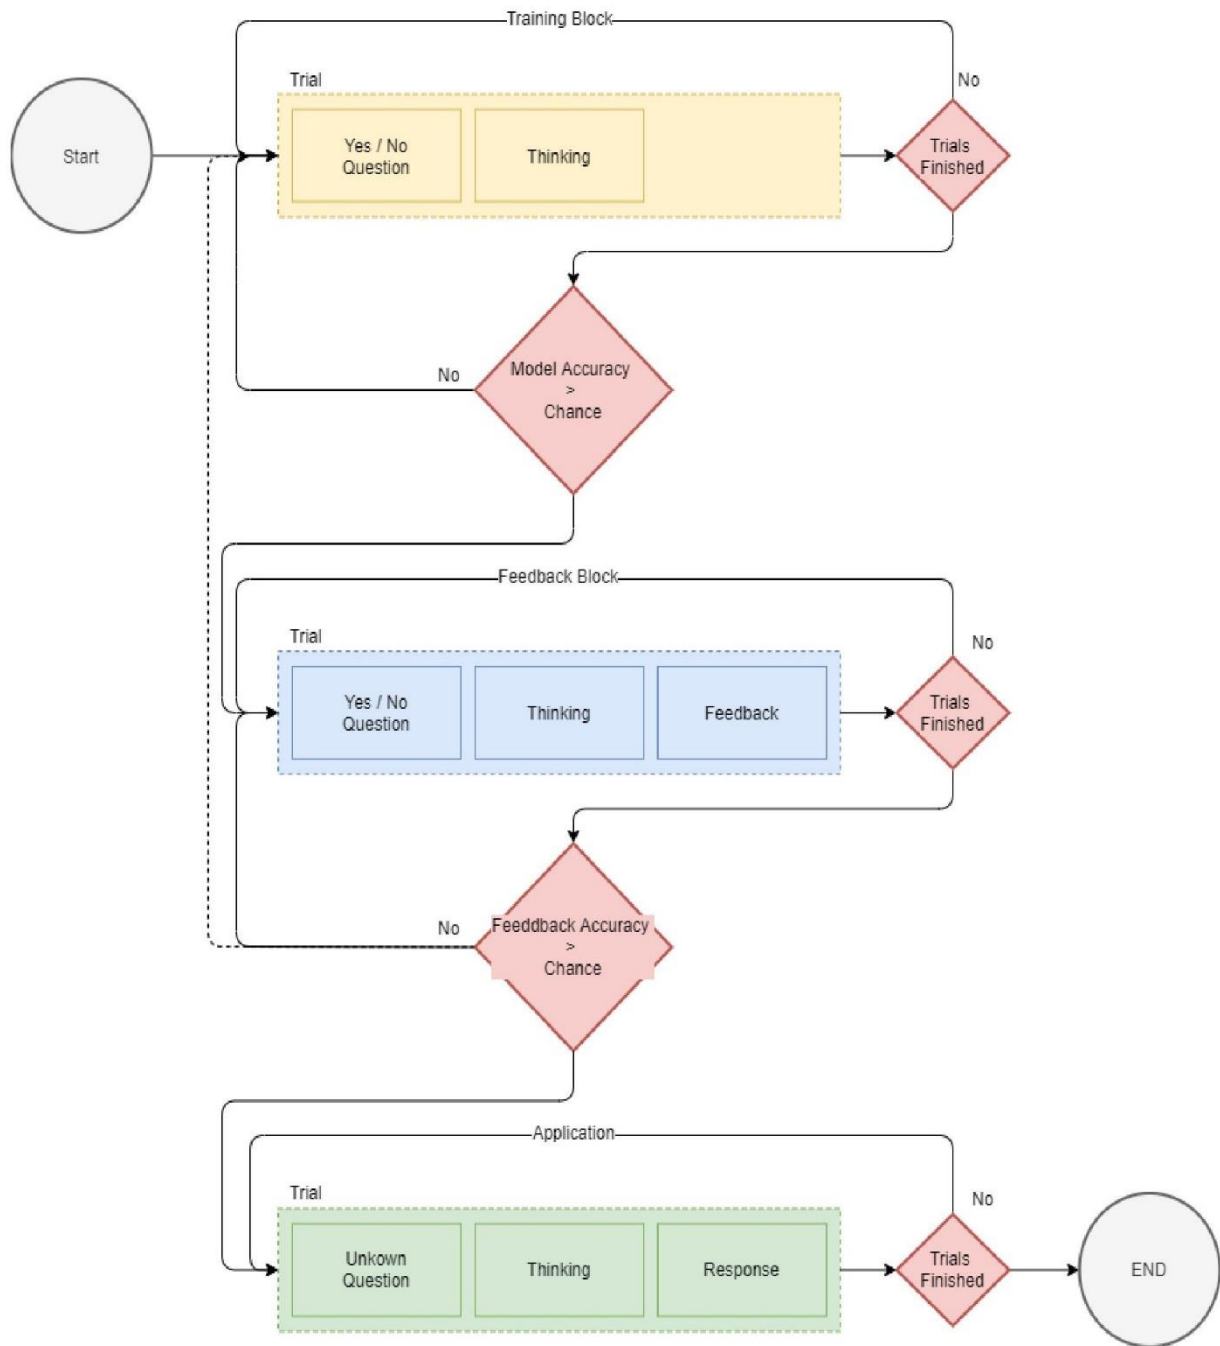 Training Block
Trial
No
Start
Yes / No
Question
Thinking
Trials
Finished
No
Model Accuracy
>
Chance
Feedback Block
Trial
No
Yes / No
Question
Thinking
Feedback
Trials
Finished
No
Feeddback Accuracy
>
Chance
Application
Trial
No
Unkown
Question
Thinking
Response
Trials
Finished
END